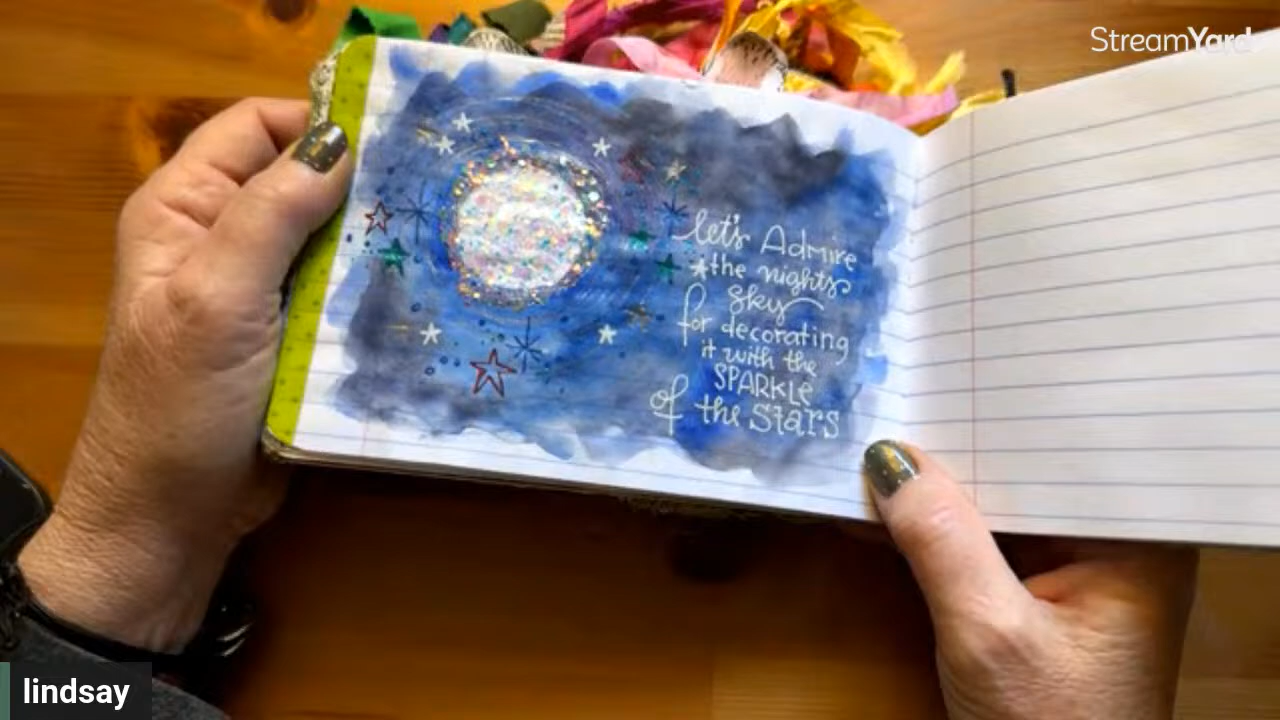 StreamYard
let's Admire
the nights
sky
for decorating
it with the
SPARKLE
of the Stars
lindsay